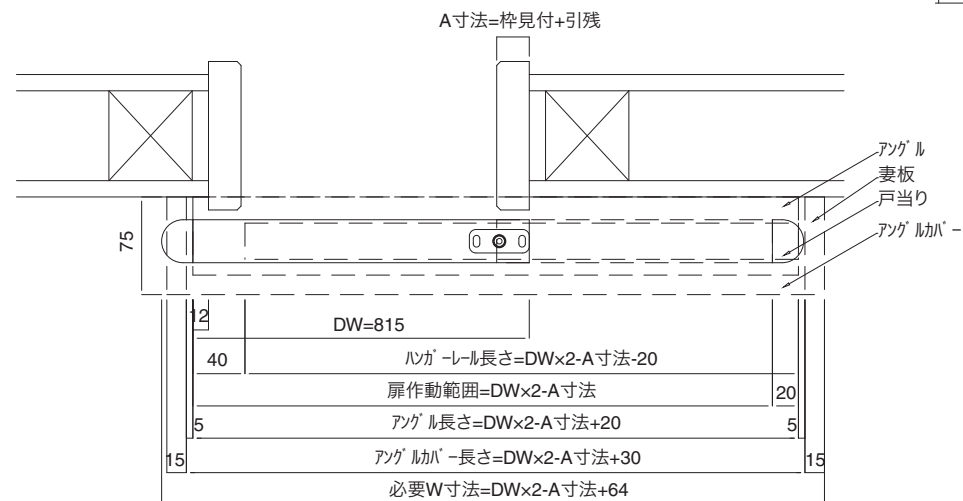 A寸法=枠見付+引残
アングル
妻板
戸当り
アングルカバー
75
12
DW=815
40
ハンガーレール長さ=DW×2-A寸法-20
扉作動範囲=DW×2-A寸法
20
5
アングル長さ=DW×2-A寸法+20
5
15
アングルカバー長さ=DW×2-A寸法+30
15
必要W寸法=DW×2-A寸法+64